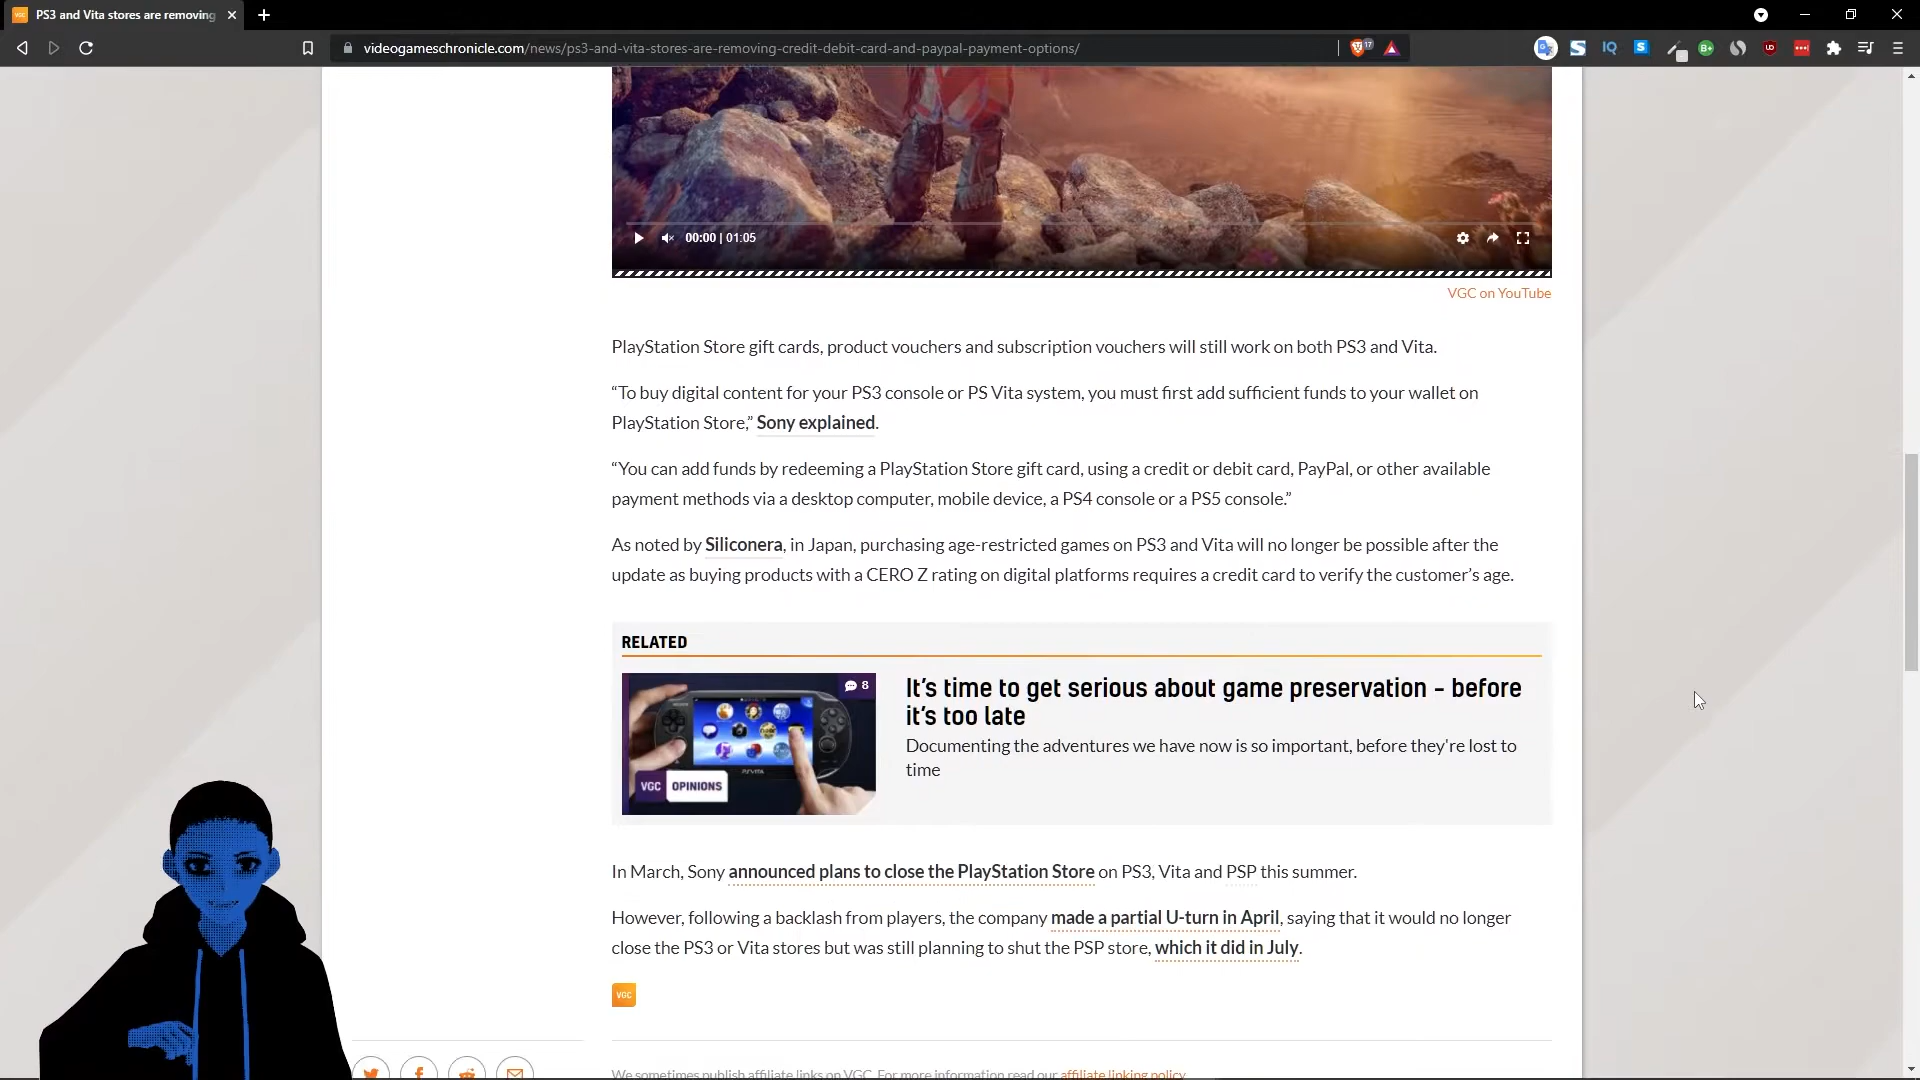 PS3 and Vita stores are removing
videogameschronicle.com/news/ps3-and-vita-stores-are-removing-credit-debit-card-and-paypal-payment-options/
17
IQ
B+
UD
00:00 | 01:05
VGC on YouTube
PlayStation Store gift cards, product vouchers and subscription vouchers will still work on both PS3 and Vita.
“To buy digital content for your PS3 console or PS Vita system, you must first add sufficient funds to your wallet on
PlayStation Store,” Sony explained.
“You can add funds by redeeming a PlayStation Store gift card, using a credit or debit card, PayPal, or other available
payment methods via a desktop computer, mobile device, a PS4 console or a PS5 console.”
As noted by Siliconera, in Japan, purchasing age-restricted games on PS3 and Vita will no longer be possible after the
update as buying products with a CERO Z rating on digital platforms requires a credit card to verify the customer’s age.
RELATED
8
PSVITA
VGC OPINIONS
It’s time to get serious about game preservation – before
it’s too late
Documenting the adventures we have now is so important, before they're lost to
time
In March, Sony announced plans to close the PlayStation Store on PS3, Vita and PSP this summer.
However, following a backlash from players, the company made a partial U-turn in April, saying that it would no longer
close the PS3 or Vita stores but was still planning to shut the PSP store, which it did in July.
VGC
We sometimes publish affiliate links on VGC. For more information read our affiliate linking policy